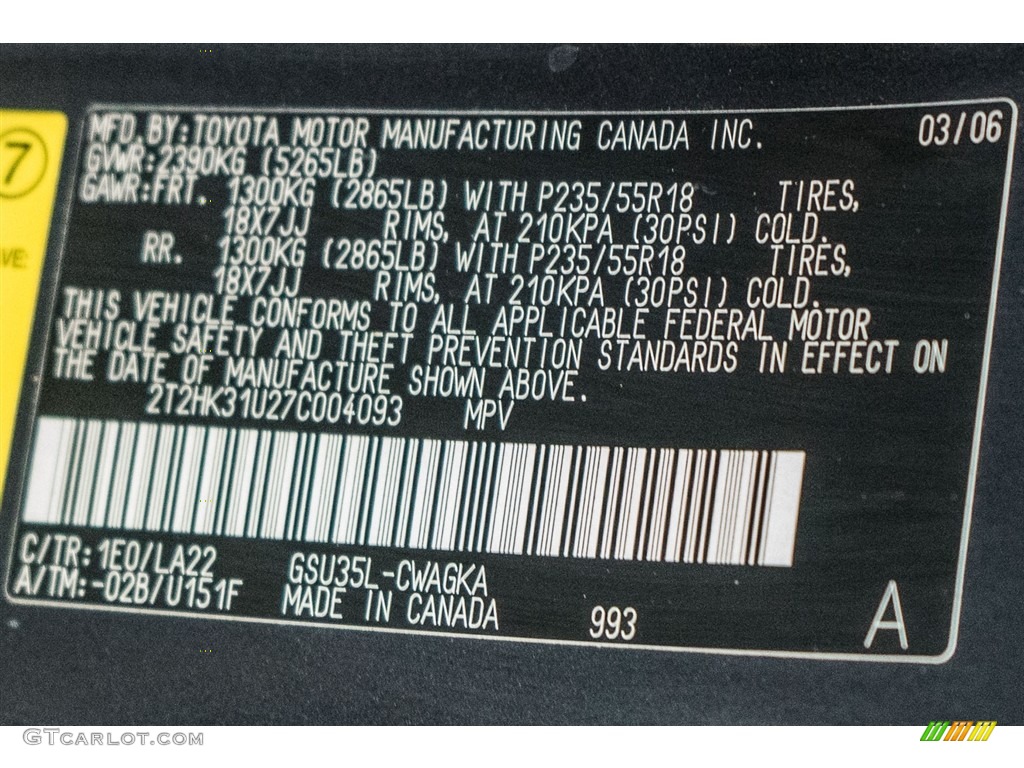 7
VE:
MFD. BY: TOYOTA MOTOR MANUFACTURING CANADA INC. 03/06
GVWR: 2390KG (5265LB)
GAWR: FRT. 1300KG (2865LB) WITH P235/55R18 TIRES,
18X7JJ RIMS, AT 210KPA (30PSI) COLD.
RR. 1300KG (2865LB) WITH P235/55R18 TIRES,
18X7JJ RIMS, AT 210KPA (30PSI) COLD.
THIS VEHICLE CONFORMS TO ALL APPLICABLE FEDERAL MOTOR
VEHICLE SAFETY AND THEFT PREVENTION STANDARDS IN EFFECT ON
THE DATE OF MANUFACTURE SHOWN ABOVE.
2T2HK31U27C004093 MPV
C/TR: 1E0/LA22 GSU35L-CWAGKA
A/TM: -02B/U151F MADE IN CANADA 993 A
GTCARLOT.COM